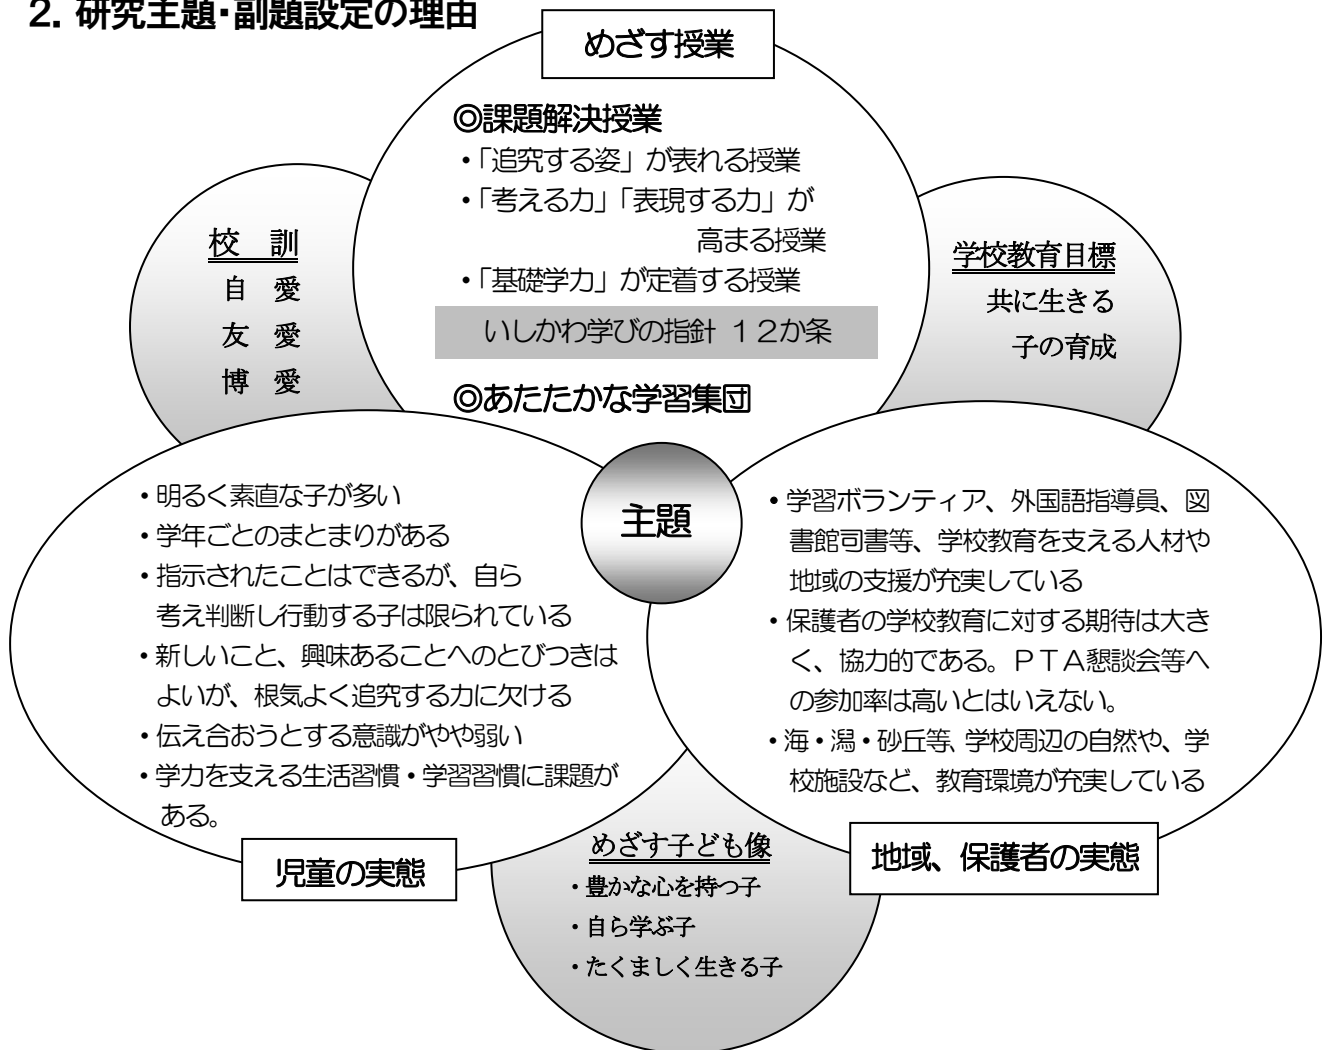 2．研究主題・副題設定の理由
めざす授業
◎課題解決授業
・「追究する姿」が表れる授業
・「考える力」「表現する力」が
高まる授業
・「基礎学力」が定着する授業
いしかわ学びの指針 １２か条
◎あたたかな学習集団
校　訓
自　愛
友　愛
博　愛
学校教育目標
共に生きる
子の育成
主題
・明るく素直な子が多い
・学年ごとのまとまりがある
・指示されたことはできるが、自ら
考え判断し行動する子は限られている
・新しいこと、興味あることへのとびつきは
よいが、根気よく追究する力に欠ける
・伝え合おうとする意識がやや弱い
・学力を支える生活習慣・学習習慣に課題が
ある。
児童の実態
・学習ボランティア、外国語指導員、図
書館司書等、学校教育を支える人材や
地域の支援が充実している
・保護者の学校教育に対する期待は大き
く、協力的である。ＰＴＡ懇談会等へ
の参加率は高いとはいえない。
・海・潟・砂丘等、学校周辺の自然や、学
校施設など、教育環境が充実している
地域、保護者の実態
めざす子ども像
・豊かな心を持つ子
・自ら学ぶ子
・たくましく生きる子